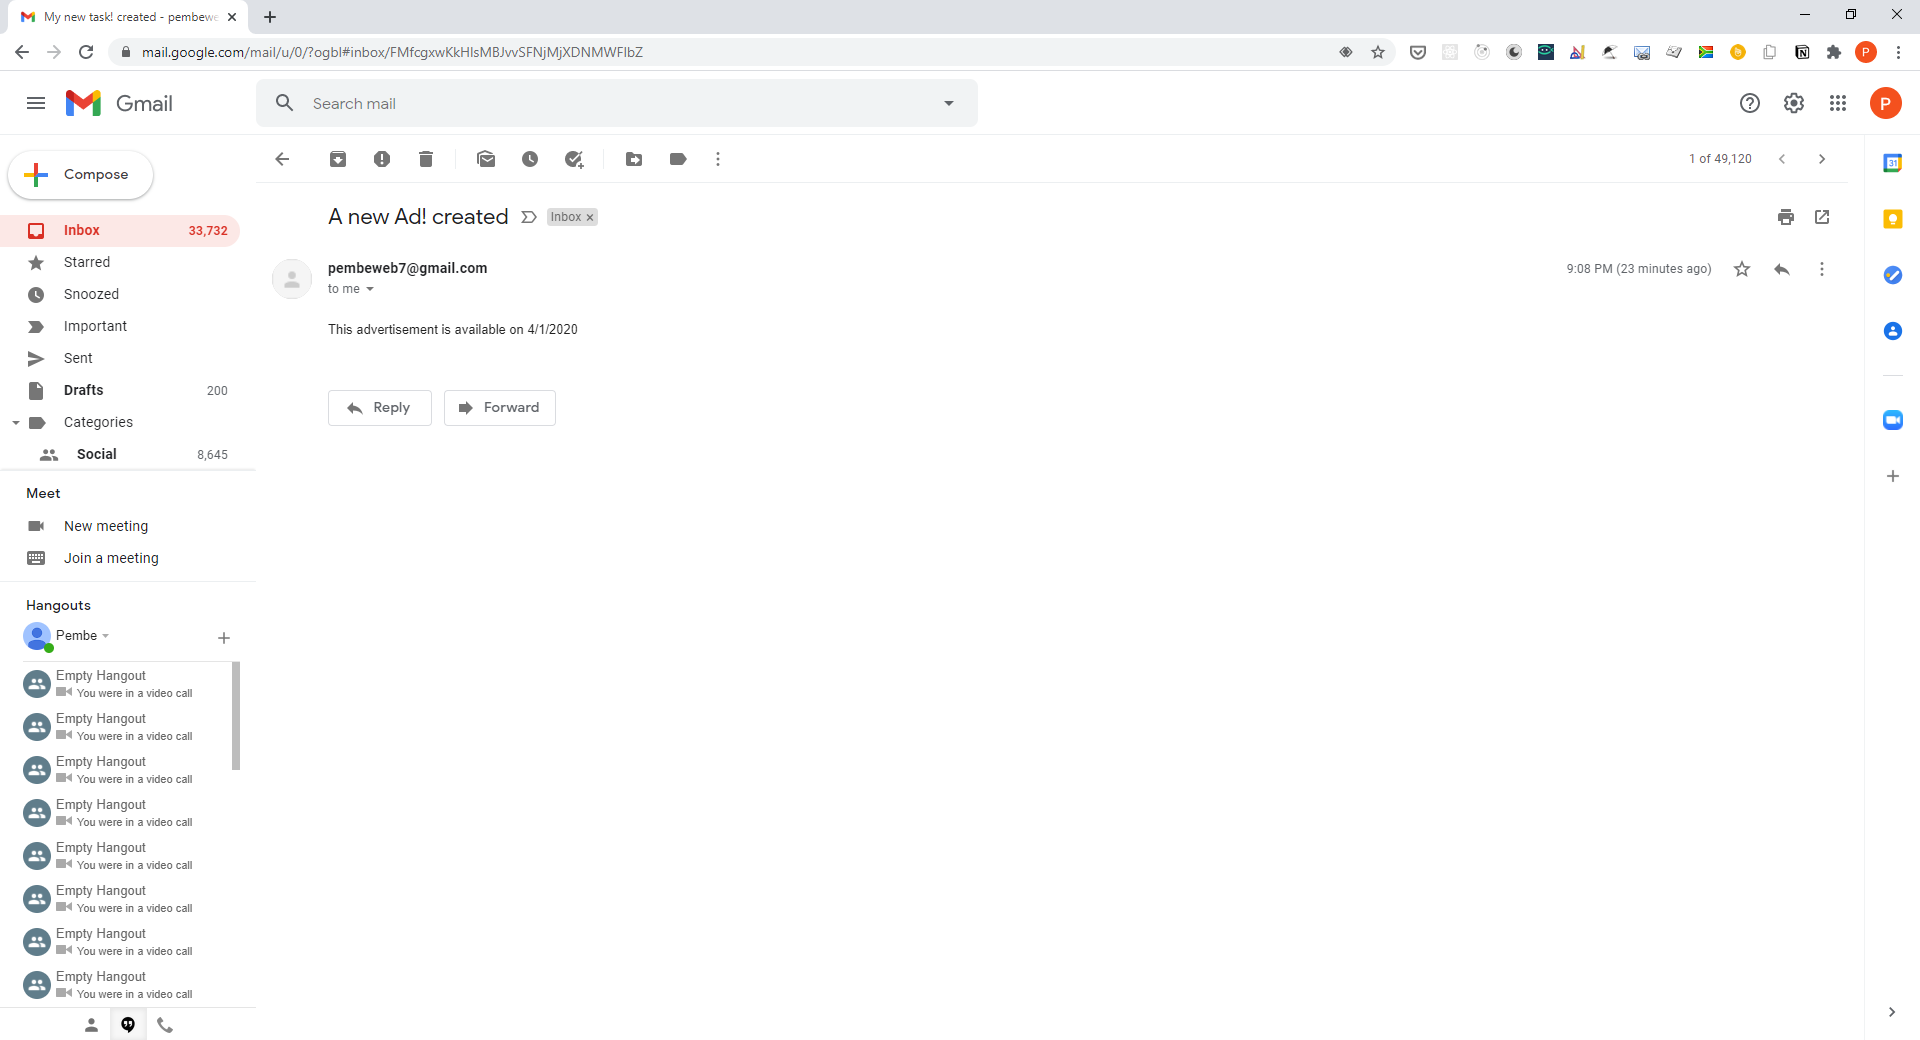 My new task! created - pembewe
mail.google.com/mail/u/0/?ogbl#inbox/FMfcgxwKkHlsMBJvvSFNjMjXDNMWFlbZ
P
Gmail
Search mail
P
Compose
1 of 49,120
31
A new Ad! created
Inbox x
Inbox 33,732
Starred
Snoozed
Important
Sent
Drafts 200
Categories
Social 8,645
pembeweb7@gmail.com
9:08 PM (23 minutes ago)
to me
This advertisement is available on 4/1/2020
Reply
Forward
Meet
New meeting
Join a meeting
Hangouts
Pembe
Empty Hangout
You were in a video call
Empty Hangout
You were in a video call
Empty Hangout
You were in a video call
Empty Hangout
You were in a video call
Empty Hangout
You were in a video call
Empty Hangout
You were in a video call
Empty Hangout
You were in a video call
Empty Hangout
You were in a video call